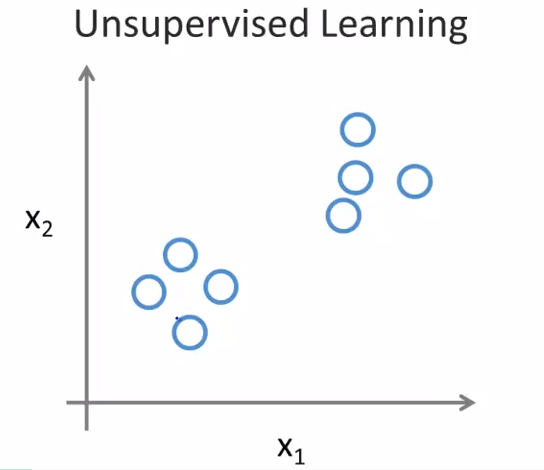 Unsupervised Learning
x₂
x₁